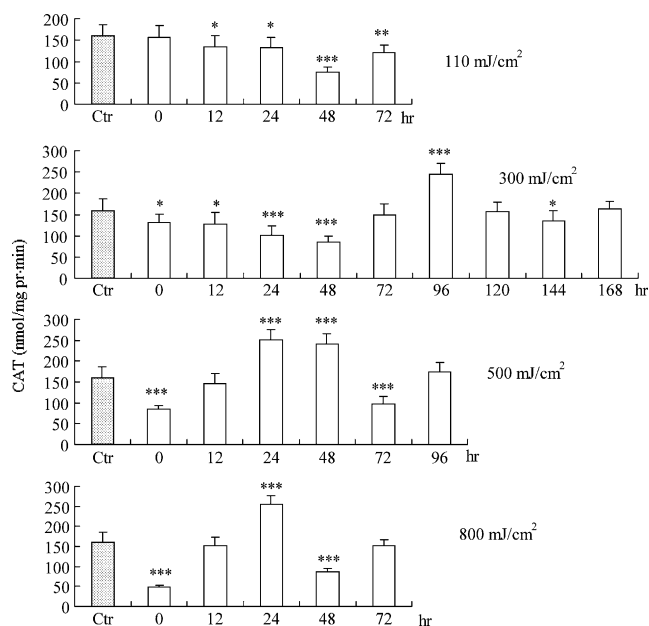 200
150
100
50
0
* * *** **
110 mJ/cm²
Ctr 0 12 24 48 72 hr
300
250
200
150
100
50
0
* * *** *** *** *
300 mJ/cm²
Ctr 0 12 24 48 72 96 120 144 168 hr
CAT (nmol/mg pr·min)
300
250
200
150
100
50
0
*** *** *** ***
500 mJ/cm²
Ctr 0 12 24 48 72 96 hr
300
250
200
150
100
50
0
*** *** ***
800 mJ/cm²
Ctr 0 12 24 48 72 hr